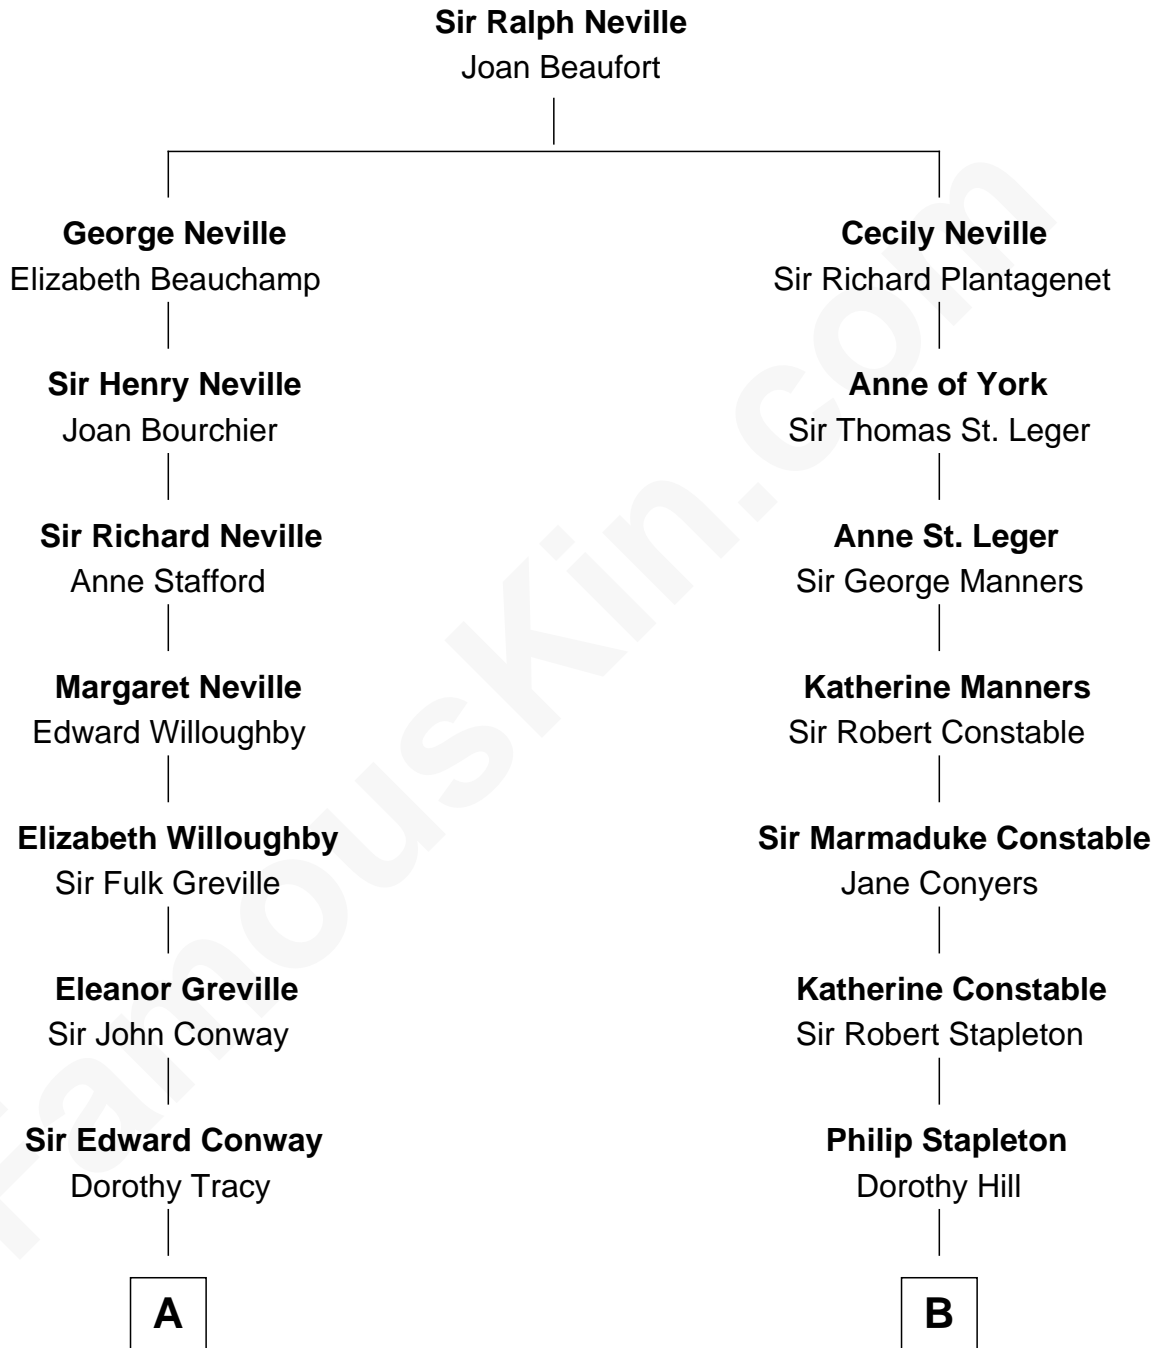 Sir Ralph Neville
Joan Beaufort
George Neville
Elizabeth Beauchamp
Cecily Neville
Sir Richard Plantagenet
Sir Henry Neville
Joan Bourchier
Anne of York
Sir Thomas St. Leger
Sir Richard Neville
Anne Stafford
Anne St. Leger
Sir George Manners
Margaret Neville
Edward Willoughby
Katherine Manners
Sir Robert Constable
Elizabeth Willoughby
Sir Fulk Greville
Sir Marmaduke Constable
Jane Conyers
Eleanor Greville
Sir John Conway
Katherine Constable
Sir Robert Stapleton
Sir Edward Conway
Dorothy Tracy
Philip Stapleton
Dorothy Hill
A
B
FamousKin.com